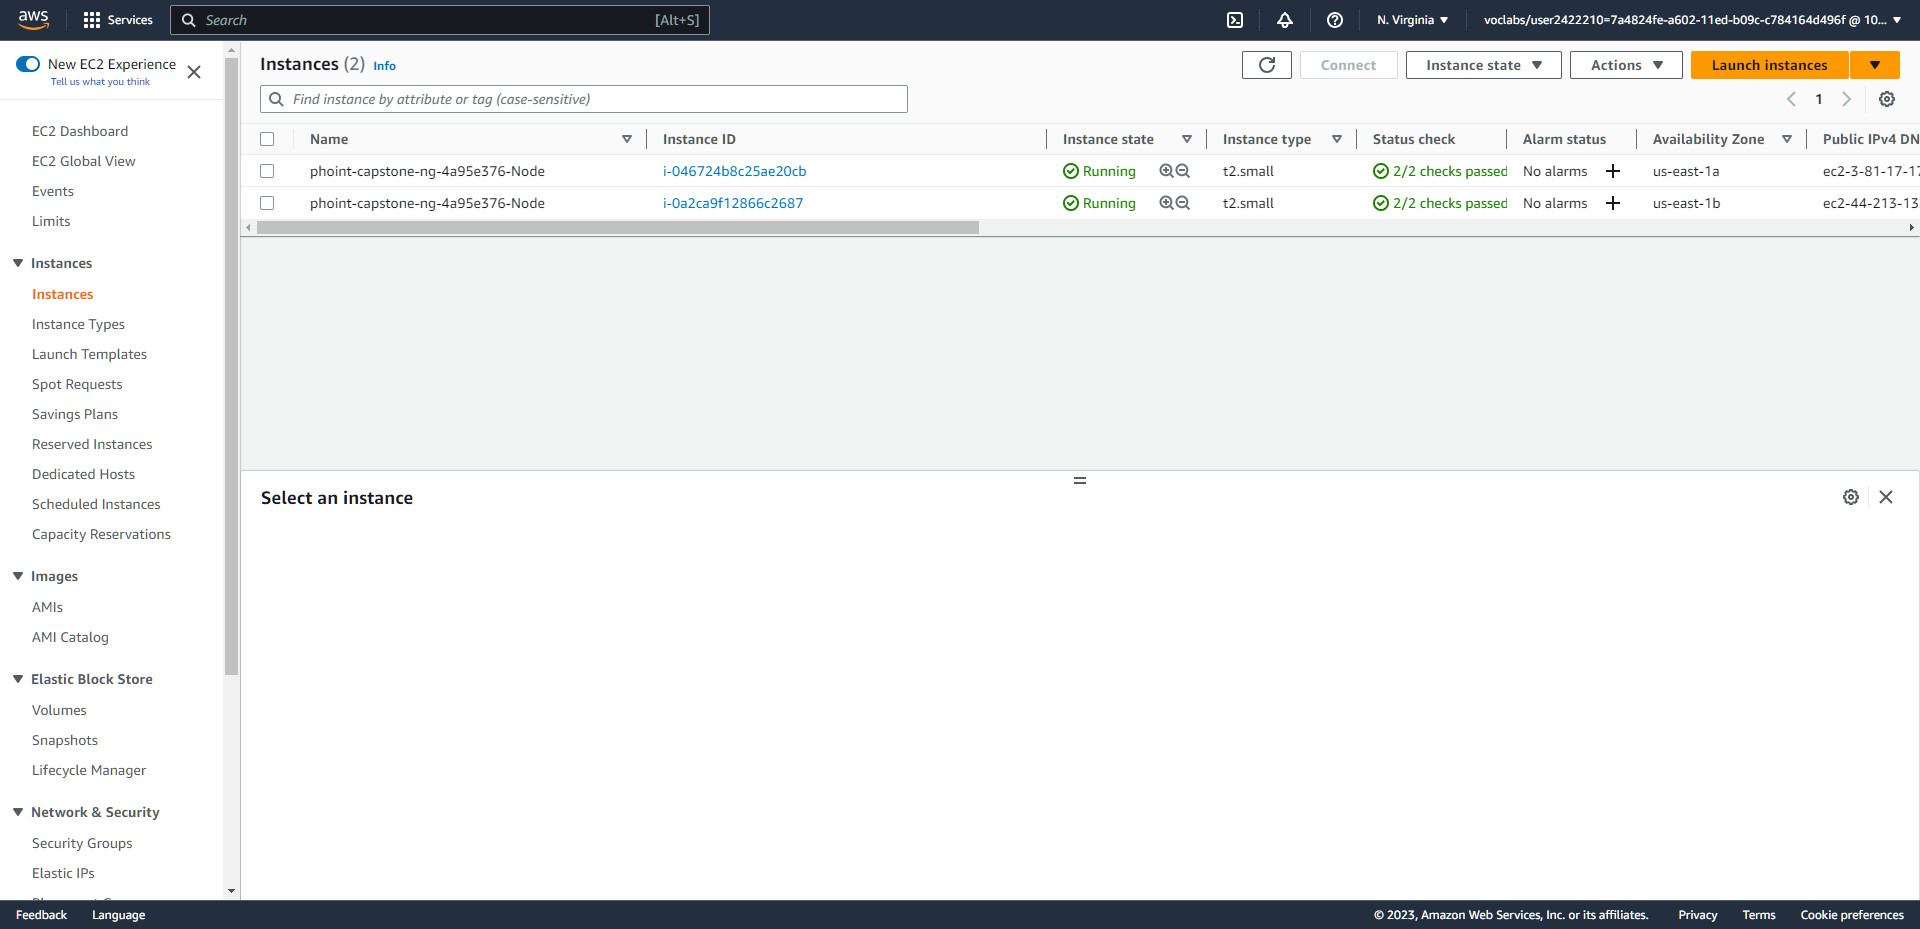 aws
Services
Search
[Alt+S]
N. Virginia
voclabs/user2422210=7a4824fe-a602-11ed-b09c-c784164d496f @ 10...
New EC2 Experience
Tell us what you think
EC2 Dashboard
EC2 Global View
Events
Limits
Instances
Instances
Instance Types
Launch Templates
Spot Requests
Savings Plans
Reserved Instances
Dedicated Hosts
Scheduled Instances
Capacity Reservations
Images
AMIs
AMI Catalog
Elastic Block Store
Volumes
Snapshots
Lifecycle Manager
Network & Security
Security Groups
Elastic IPs
Instances (2) Info
Connect
Instance state
Actions
Launch instances
Find instance by attribute or tag (case-sensitive)
1
Name Instance ID Instance state Instance type Status check Alarm status Availability Zone Public IPv4 DN
phoint-capstone-ng-4a95e376-Node i-046724b8c25ae20cb Running t2.small 2/2 checks passed No alarms us-east-1a ec2-3-81-17-17
phoint-capstone-ng-4a95e376-Node i-0a2ca9f12866c2687 Running t2.small 2/2 checks passed No alarms us-east-1b ec2-44-213-13
Select an instance
Feedback Language
© 2023, Amazon Web Services, Inc. or its affiliates. Privacy Terms Cookie preferences